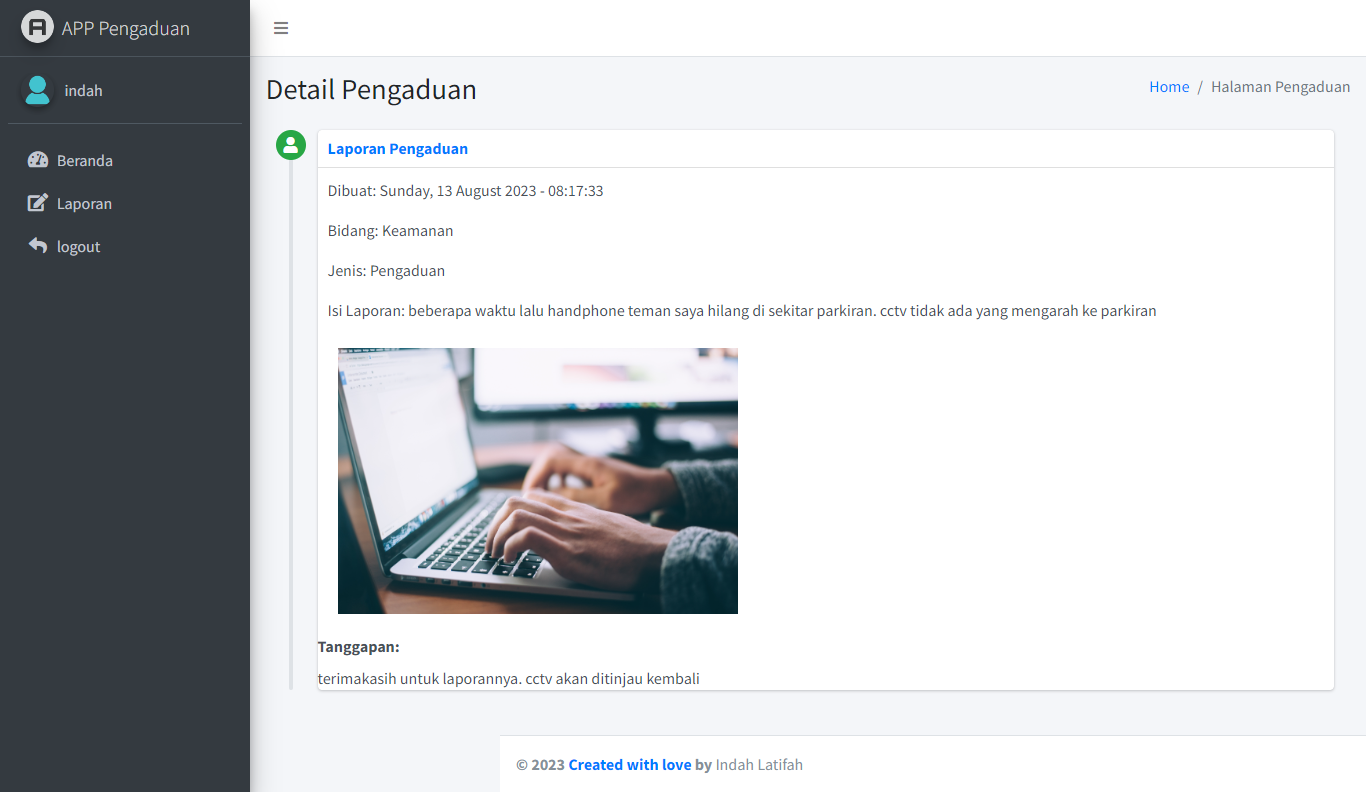 APP Pengaduan
indah
Beranda
Laporan
logout
Detail Pengaduan
Home / Halaman Pengaduan
Laporan Pengaduan
Dibuat: Sunday, 13 August 2023 - 08:17:33
Bidang: Keamanan
Jenis: Pengaduan
Isi Laporan: beberapa waktu lalu handphone teman saya hilang di sekitar parkiran. cctv tidak ada yang mengarah ke parkiran
Tanggapan:
terimakasih untuk laporannya. cctv akan ditinjau kembali
© 2023 Created with love by Indah Latifah